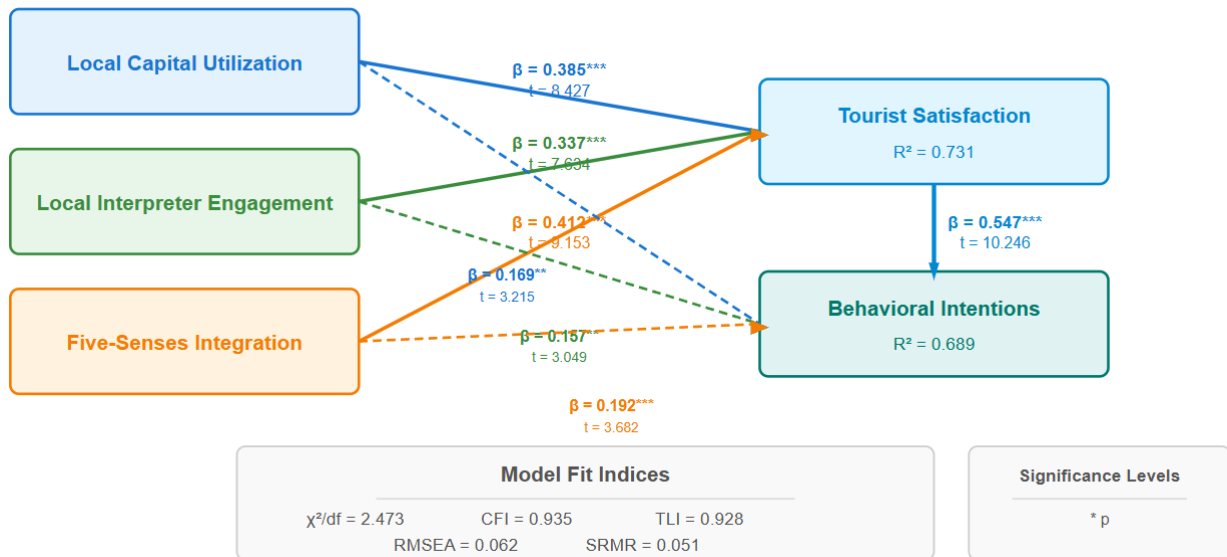 Local Capital Utilization
β = 0.385***
t = 8.427
Tourist Satisfaction
R² = 0.731
β = 0.337***
t = 7.634
Local Interpreter Engagement
β = 0.412***
t = 9.153
β = 0.547***
t = 10.246
β = 0.169**
t = 3.215
Behavioral Intentions
R² = 0.689
Five-Senses Integration
β = 0.157**
t = 3.049
β = 0.192***
t = 3.682
Model Fit Indices
χ²/df = 2.473 CFI = 0.935 TLI = 0.928
RMSEA = 0.062 SRMR = 0.051
Significance Levels
* p